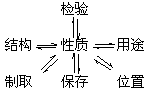 检验
结构 性质 用途
制取 保存 位置